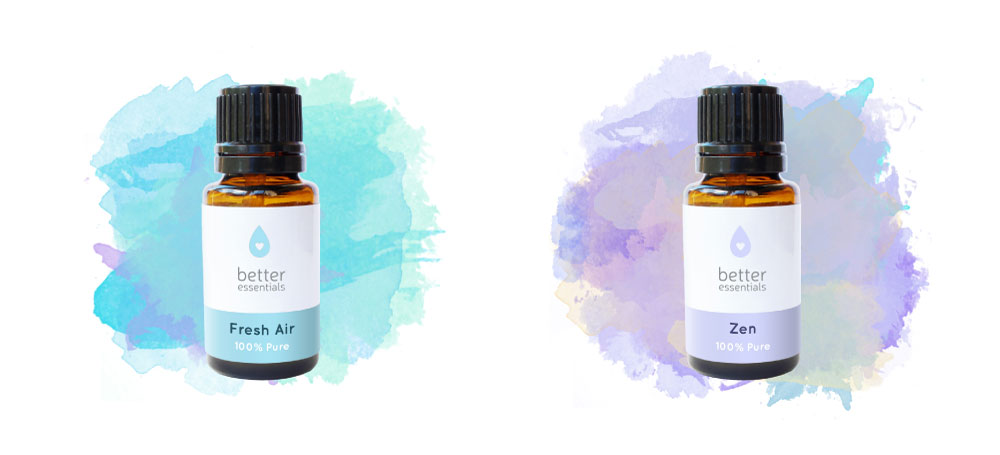 better
essentials
Fresh Air
100% Pure
better
essentials
Zen
100% Pure